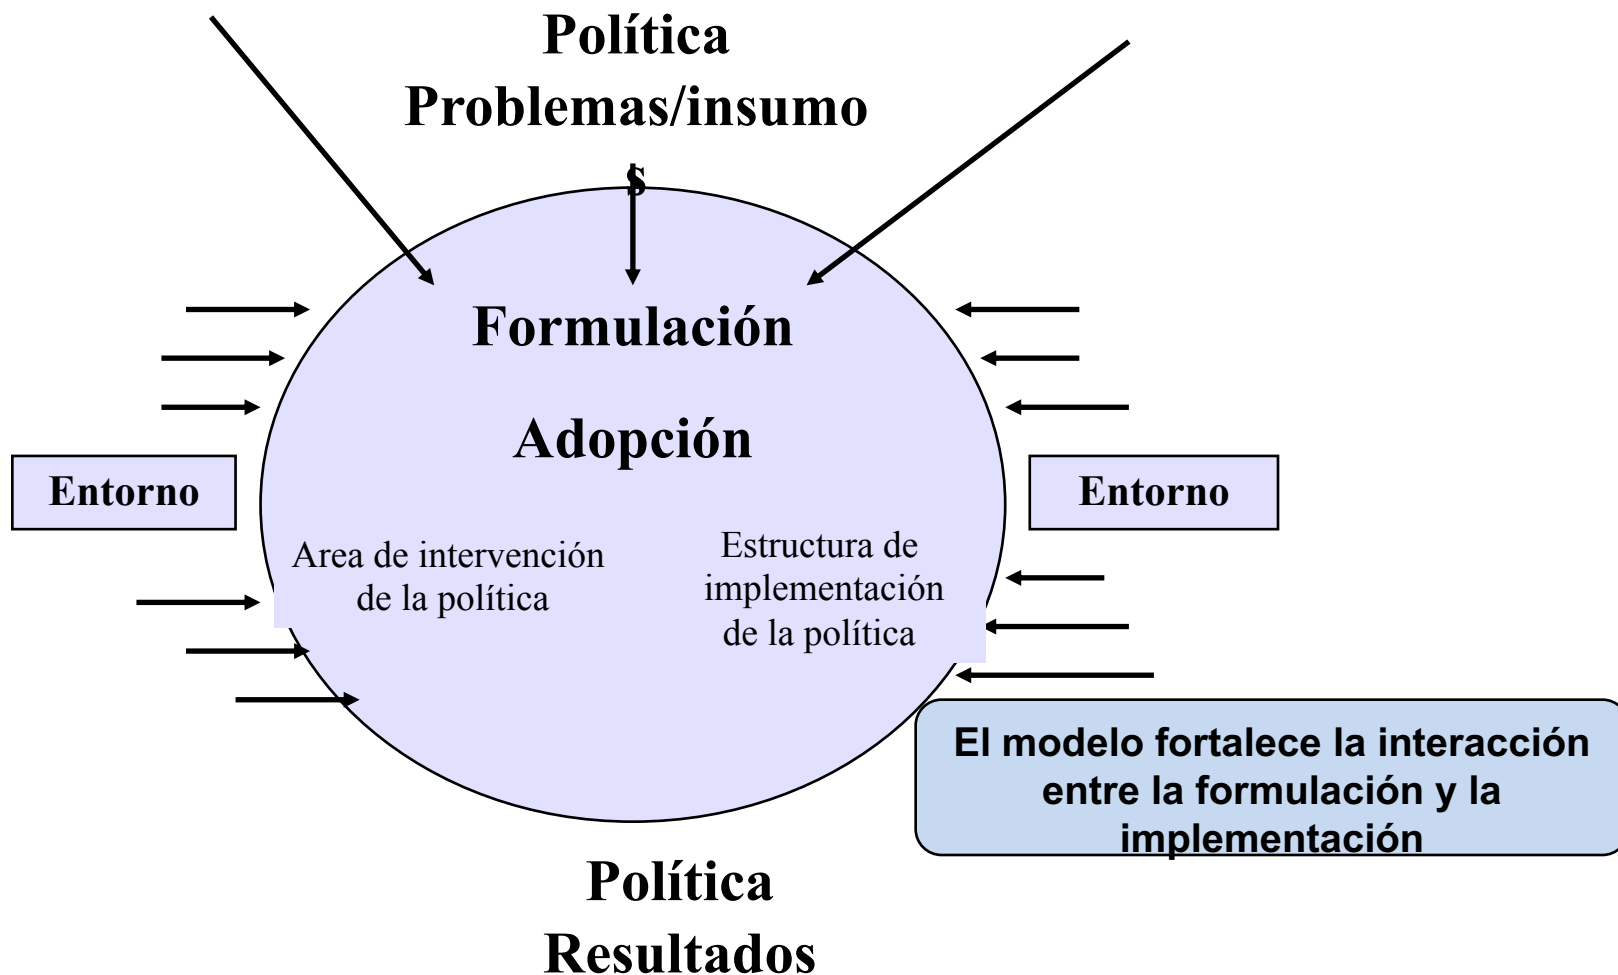 Política
Problemas/insumo
s
Formulación
Adopción
Entorno
Entorno
Area de intervención
de la política
Estructura de
implementación
de la política
El modelo fortalece la interacción
entre la formulación y la
implementación
Política
Resultados